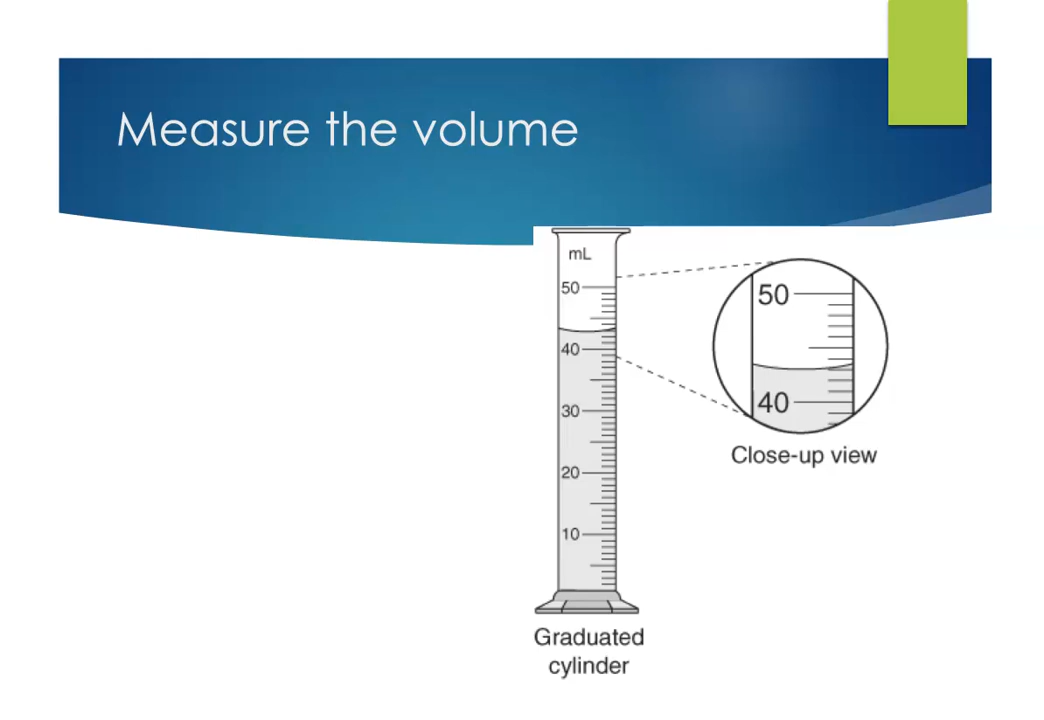 Measure the volume
mL
50
40
30
20
10
50
40
Close-up view
Graduated
cylinder